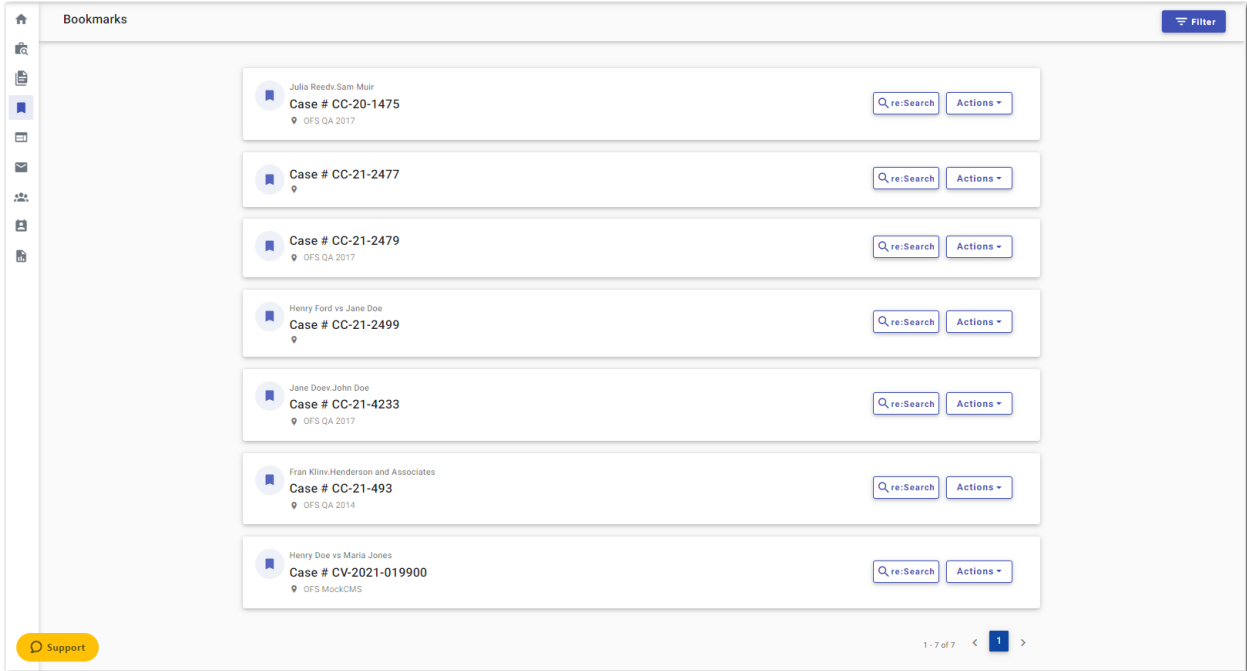 Bookmarks
Filter
Julia Reedv.Sam Muir
Case # CC-20-1475
OFS QA 2017
re:Search
Actions
Case # CC-21-2477
re:Search
Actions
Case # CC-21-2479
OFS QA 2017
re:Search
Actions
Henry Ford vs Jane Doe
Case # CC-21-2499
re:Search
Actions
Jane Doev.John Doe
Case # CC-21-4233
OFS QA 2017
re:Search
Actions
Fran Klinv.Henderson and Associates
Case # CC-21-493
OFS QA 2014
re:Search
Actions
Henry Doe vs Maria Jones
Case # CV-2021-019900
OFS MockCMS
re:Search
Actions
1 - 7 of 7
1
Support